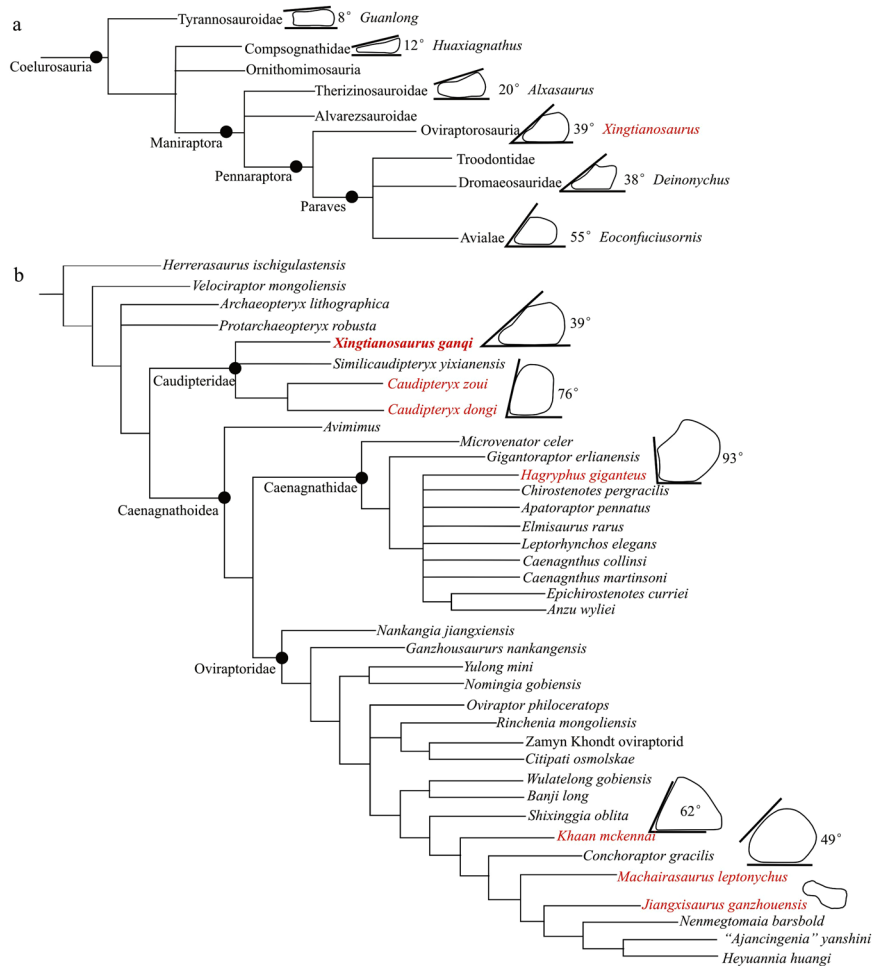 a
Tyrannosauroidae 8° Guanlong
Compsognathidae 12° Huaxiagnathus
Coelurosauria
Ornithomimosauria
Therizinosauroidae 20° Alxasaurus
Alvarezsauroidae
Maniraptora
Oviraptorosauria 39° Xingtianosaurus
Troodontidae
Pennaraptora
Dromaeosauridae 38° Deinonychus
Paraves
Avialae 55° Eoconfuciusornis
b
Herrerasaurus ischigulastensis
Velociraptor mongoliensis
Archaeopteryx lithographica
Protarchaeopteryx robusta
39°
Xingtianosaurus ganqi
Similicaudipteryx yixianensis
Caudipteridae
Caudipteryx zoui
76°
Caudipteryx dongi
Avimimus
Microvenator celer
Gigantoraptor erlianensis
93°
Hagryphus giganteus
Caenagnathidae
Chirostenotes pergracilis
Caenagnathoidea
Apatoraptor pennatus
Elmisaurus rarus
Leptorhynchos elegans
Caenagnthus collinsi
Caenagnthus martinsoni
Epichirostenotes curriei
Anzu wyliei
Nankangia jiangxiensis
Ganzhousaururs nankangensis
Oviraptoridae
Yulong mini
Nomingia gobiensis
Oviraptor philoceratops
Rinchenia mongoliensis
Zamyn Khondt oviraptorid
Citipati osmolskae
Wulatelong gobiensis
Banji long
62°
Shixinggia oblita
Khaan mckennai
49°
Conchoraptor gracilis
Machairasaurus leptonychus
Jiangxisaurus ganzhouensis
Nenmegtomaia barsbold
“Ajancingenia” yanshini
Heyuannia huangi